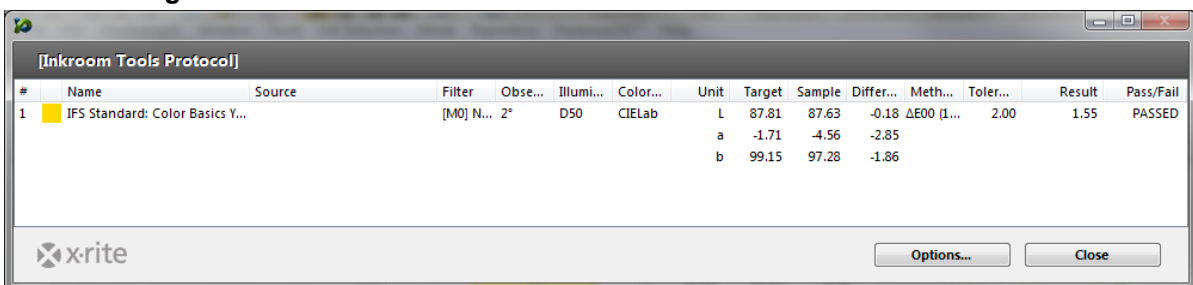 [Inkroom Tools Protocol]
# Name Source Filter Obse... Illumi... Color... Unit Target Sample Differ... Meth... Toler... Result Pass/Fail
1 IFS Standard: Color Basics Y... [M0] N... 2° D50 CIELab L 87.81 87.63 -0.18 ΔE00 (1... 2.00 1.55 PASSED
a -1.71 -4.56 -2.85
b 99.15 97.28 -1.86
x·rite Options... Close